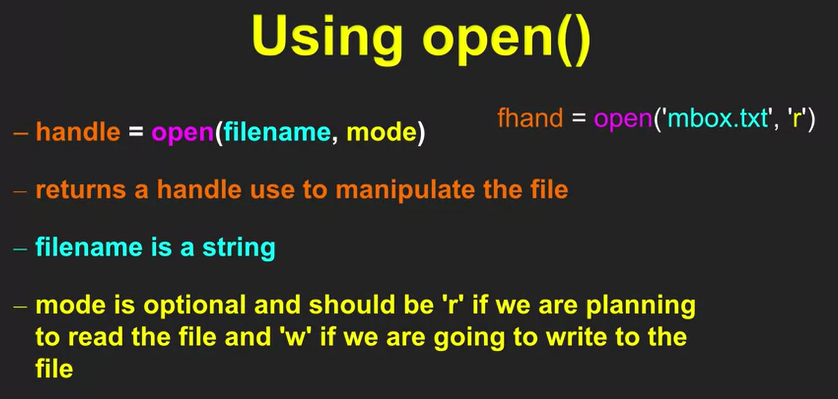 Using open()
– handle = open(filename, mode)
fhand = open('mbox.txt', 'r')
– returns a handle use to manipulate the file
– filename is a string
– mode is optional and should be 'r' if we are planning
to read the file and 'w' if we are going to write to the
file